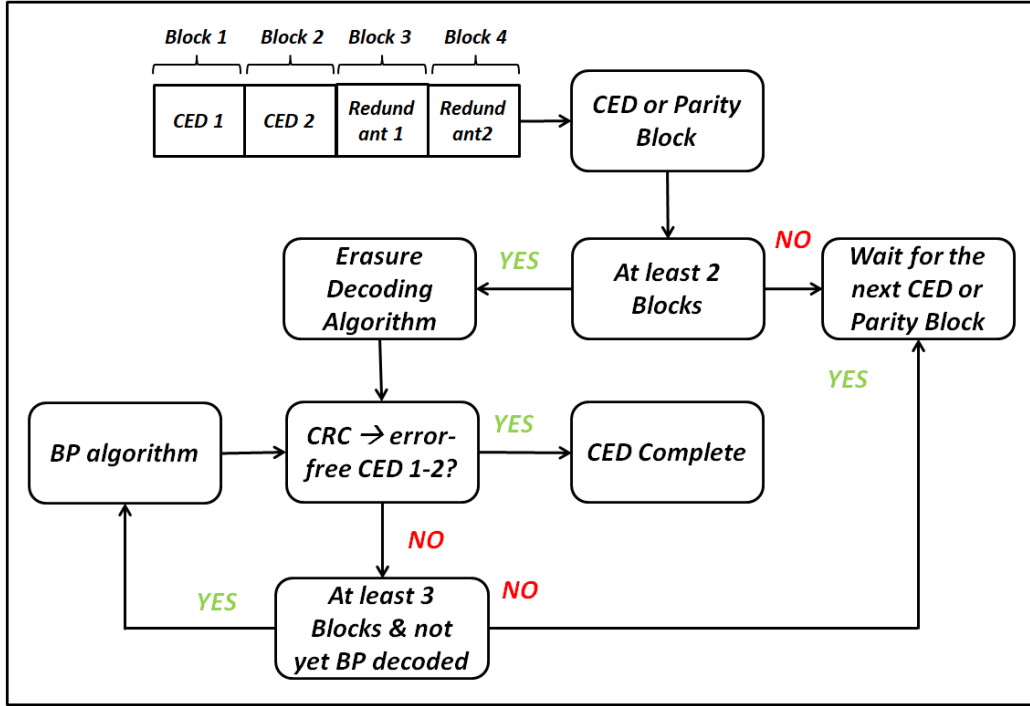 Block 1 Block 2 Block 3 Block 4
CED 1 CED 2 Redund Redund
ant 1 ant2
CED or Parity
Block
NO
YES
Erasure
Decoding
Algorithm
At least 2
Blocks
Wait for the
next CED or
Parity Block
YES
BP algorithm
CRC → error-
free CED 1-2?
YES
CED Complete
NO
YES
At least 3
Blocks & not
yet BP decoded
NO